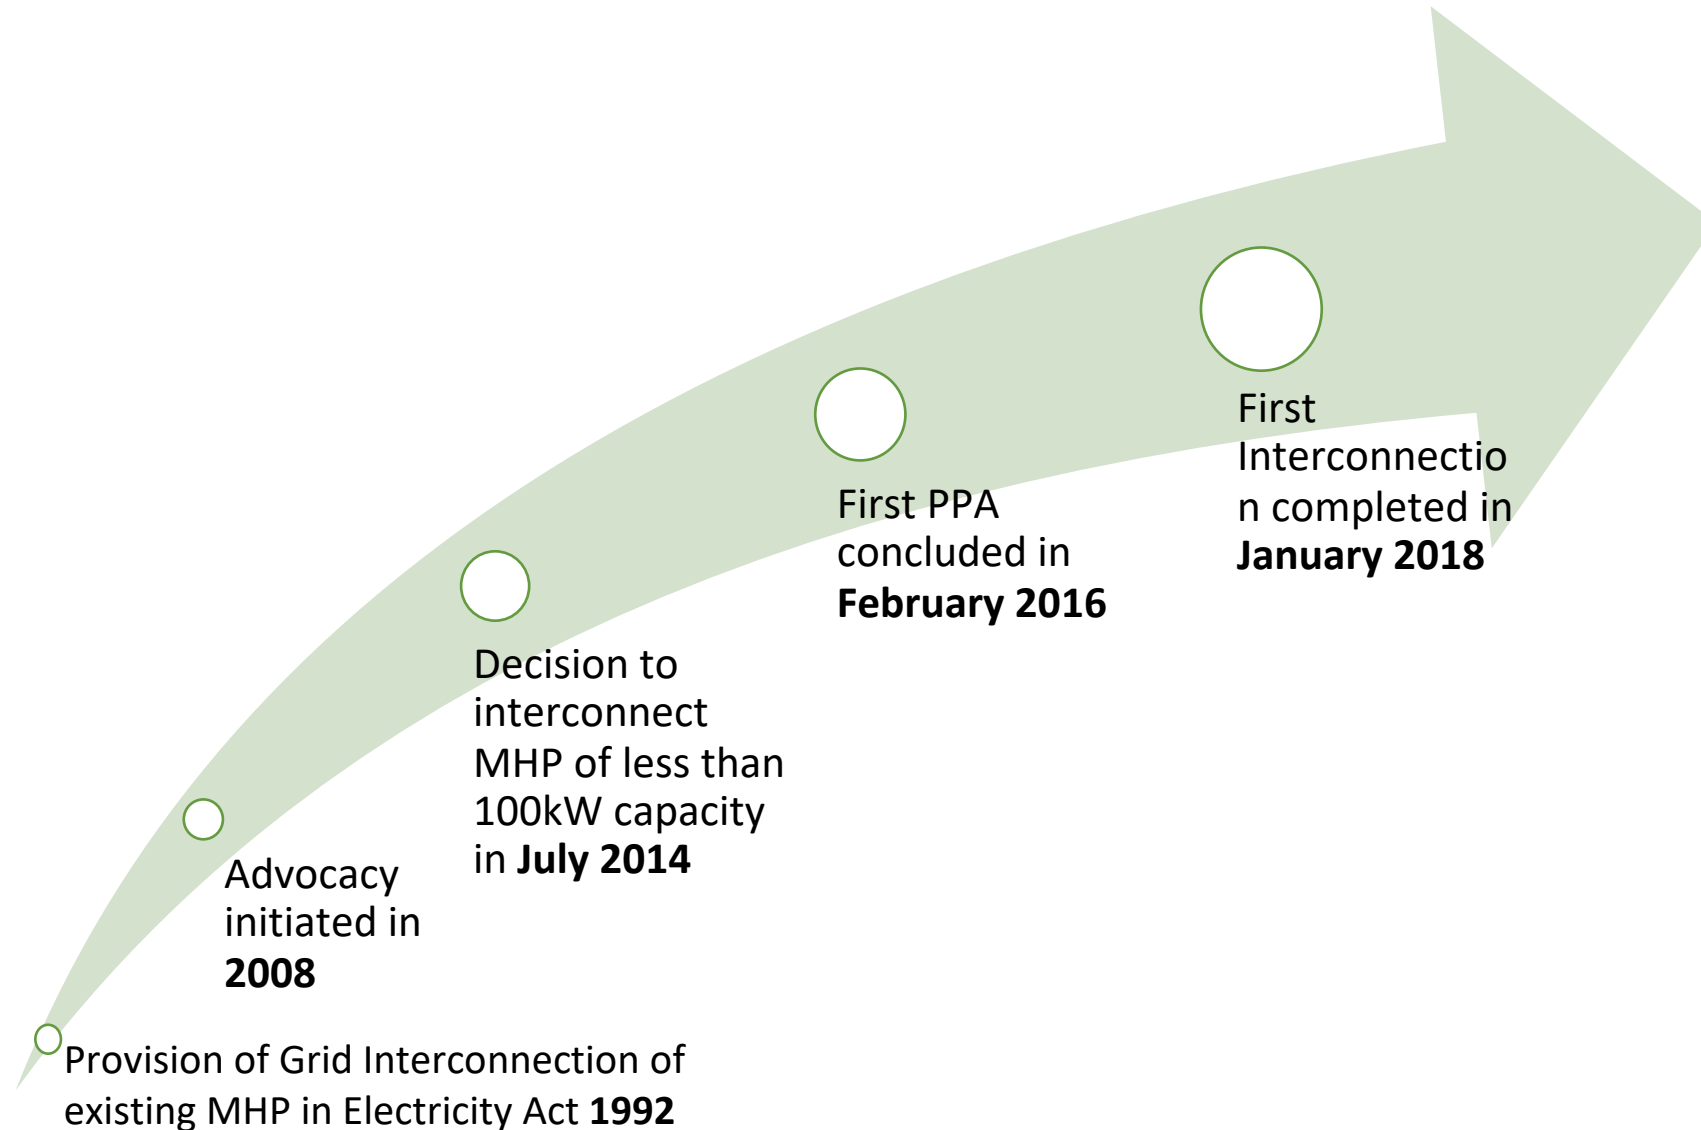 Provision of Grid Interconnection of
existing MHP in Electricity Act 1992
Advocacy
initiated in
2008
Decision to
interconnect
MHP of less than
100kW capacity
in July 2014
First PPA
concluded in
February 2016
First
Interconnectio
n completed in
January 2018